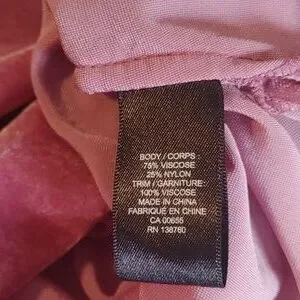 BODY / CORPS :
75% VISCOSE
25% NYLON
TRIM / GARNITURE :
100% VISCOSE
MADE IN CHINA
FABRIQUÉ EN CHINE
CA 00655
RN 138760